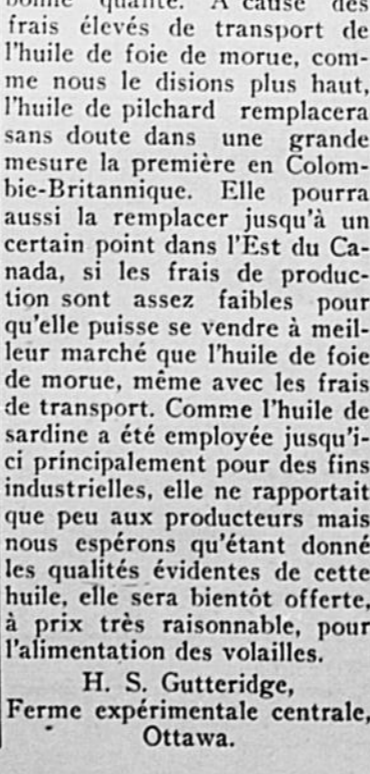 bonne qualité. A cause des
frais élevés de transport de
l'huile de foie de morue, com-
me nous le disions plus haut,
l'huile de pilchard remplacera
sans doute dans une grande
mesure la première en Colom-
bie-Britannique. Elle pourra
aussi la remplacer jusqu'à un
certain point dans l'Est du Ca-
nada, si les frais de produc-
tion sont assez faibles pour
qu'elle puisse se vendre à meil-
leur marché que l'huile de foie
de morue, même avec les frais
de transport. Comme l'huile de
sardine a été employée jusqu'i-
ci principalement pour des fins
industrielles, elle ne rapportait
que peu aux producteurs mais
nous espérons qu'étant donné
les qualités évidentes de cette
huile, elle sera bientôt offerte,
à prix très raisonnable, pour
l'alimentation des volailles.
H. S. Gutteridge,
Ferme expérimentale centrale,
Ottawa.